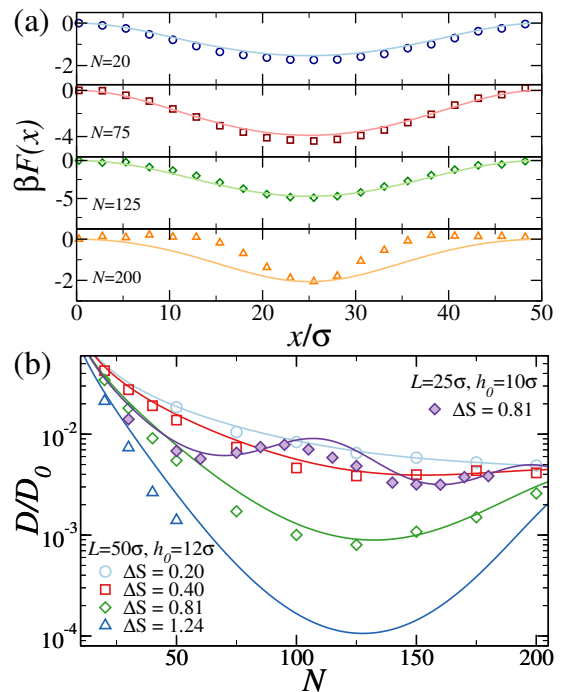 (a)
0
-2
N=20
0
-2
-4
N=75
0
-5
N=125
0
-2
N=200
βF(x)
0 10 20 30 40 50
x/σ
(b)
L=25σ, h₀=10σ
ΔS = 0.81
10⁻²
10⁻³
10⁻⁴
D/D₀
L=50σ, h₀=12σ
ΔS = 0.20
ΔS = 0.40
ΔS = 0.81
ΔS = 1.24
50 100 150 200
N